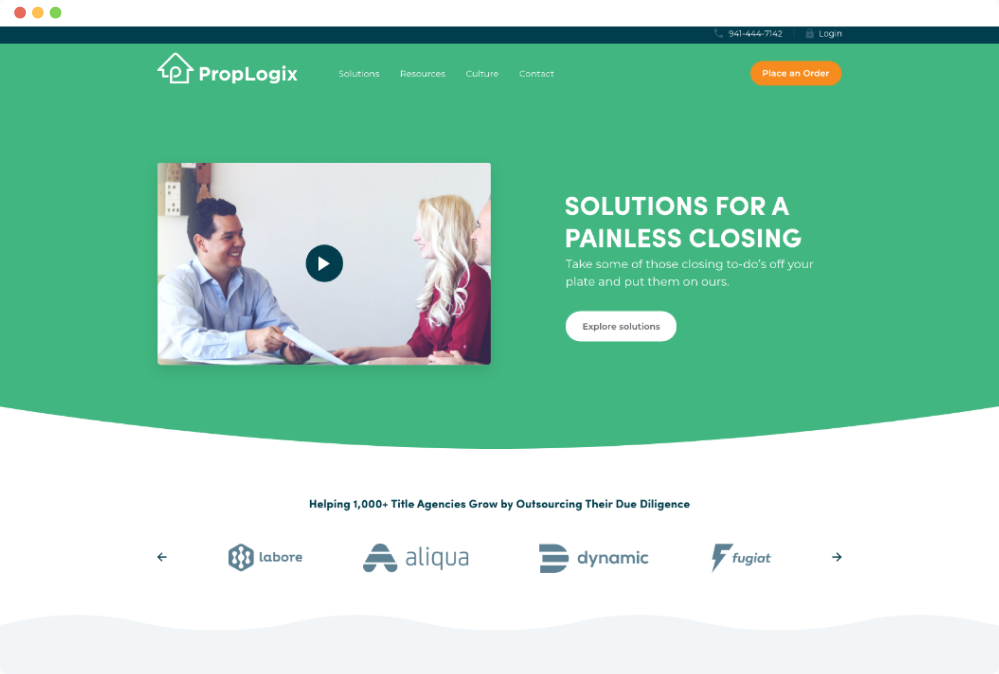 941-444-7142 Login
PropLogix Solutions Resources Culture Contact Place an Order
SOLUTIONS FOR A
PAINLESS CLOSING
Take some of those closing to-do's off your
plate and put them on ours.
Explore solutions
Helping 1,000+ Title Agencies Grow by Outsourcing Their Due Diligence
labore aliqua dynamic fugiat